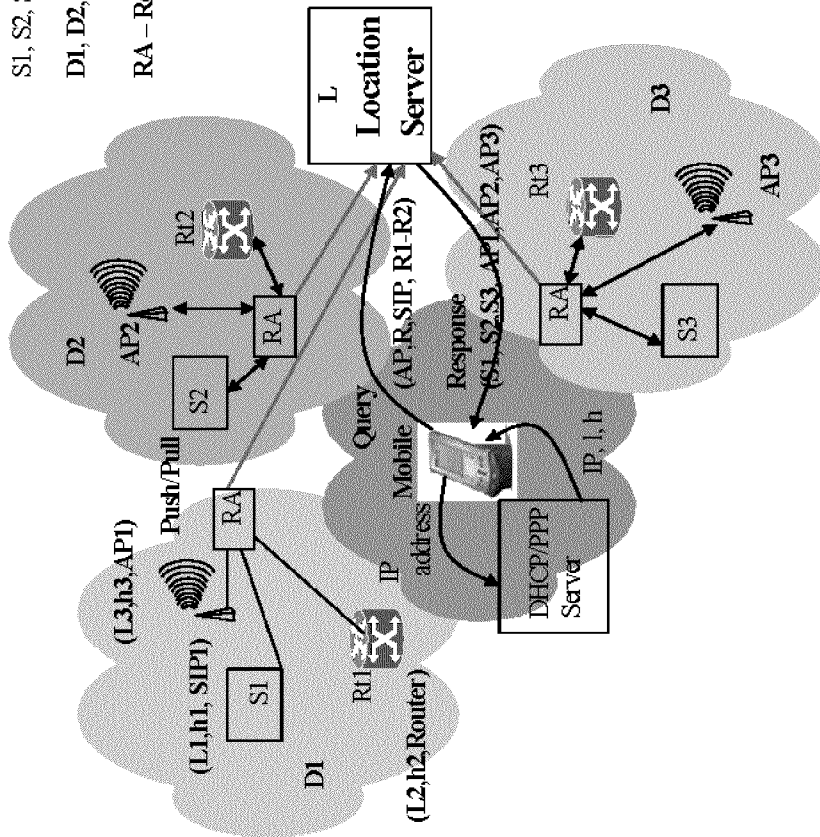 S1, S2,
D1, D2,
RA –
L
Location
Server
D2
AP2
Rt2
S2
RA
Push/Pull
(L3,h3,AP1)
RA
(L1,h1, SIP1)
S1
Rt1
(L2,h2,Router)
D1
Query
(AP,R,SIP, R1-R2)
Response
(S1, S2,S3, AP1,AP2,AP3)
Mobile
IP
address
IP, l, h
DHCP/PPP
Server
RA
Rt3
D3
AP3
S3